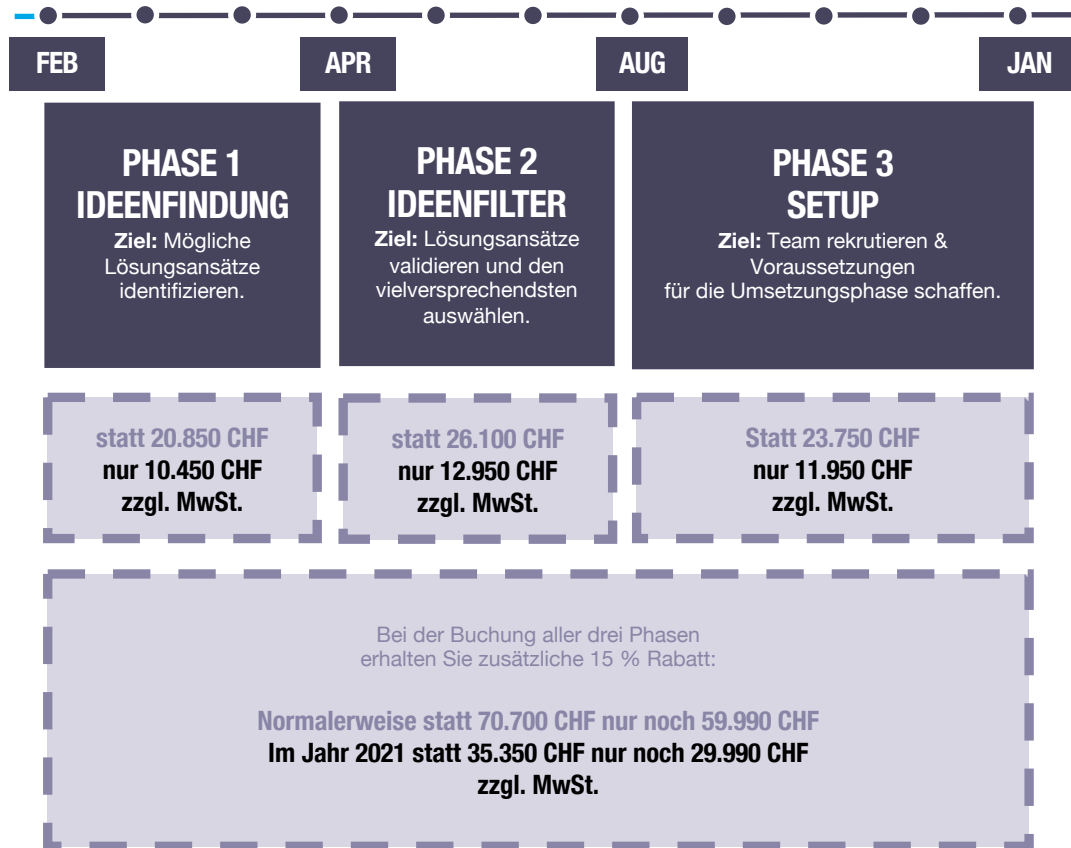 FEB
APR
AUG
JAN
PHASE 1
IDEENFINDUNG
Ziel: Mögliche
Lösungsansätze
identifizieren.
PHASE 2
IDEENFILTER
Ziel: Lösungsansätze
validieren und den
vielversprechendsten
auswählen.
PHASE 3
SETUP
Ziel: Team rekrutieren &
Voraussetzungen
für die Umsetzungsphase schaffen.
statt 20.850 CHF
nur 10.450 CHF
zzgl. MwSt.
statt 26.100 CHF
nur 12.950 CHF
zzgl. MwSt.
Statt 23.750 CHF
nur 11.950 CHF
zzgl. MwSt.
Bei der Buchung aller drei Phasen
erhalten Sie zusätzliche 15 % Rabatt:
Normalerweise statt 70.700 CHF nur noch 59.990 CHF
Im Jahr 2021 statt 35.350 CHF nur noch 29.990 CHF
zzgl. MwSt.